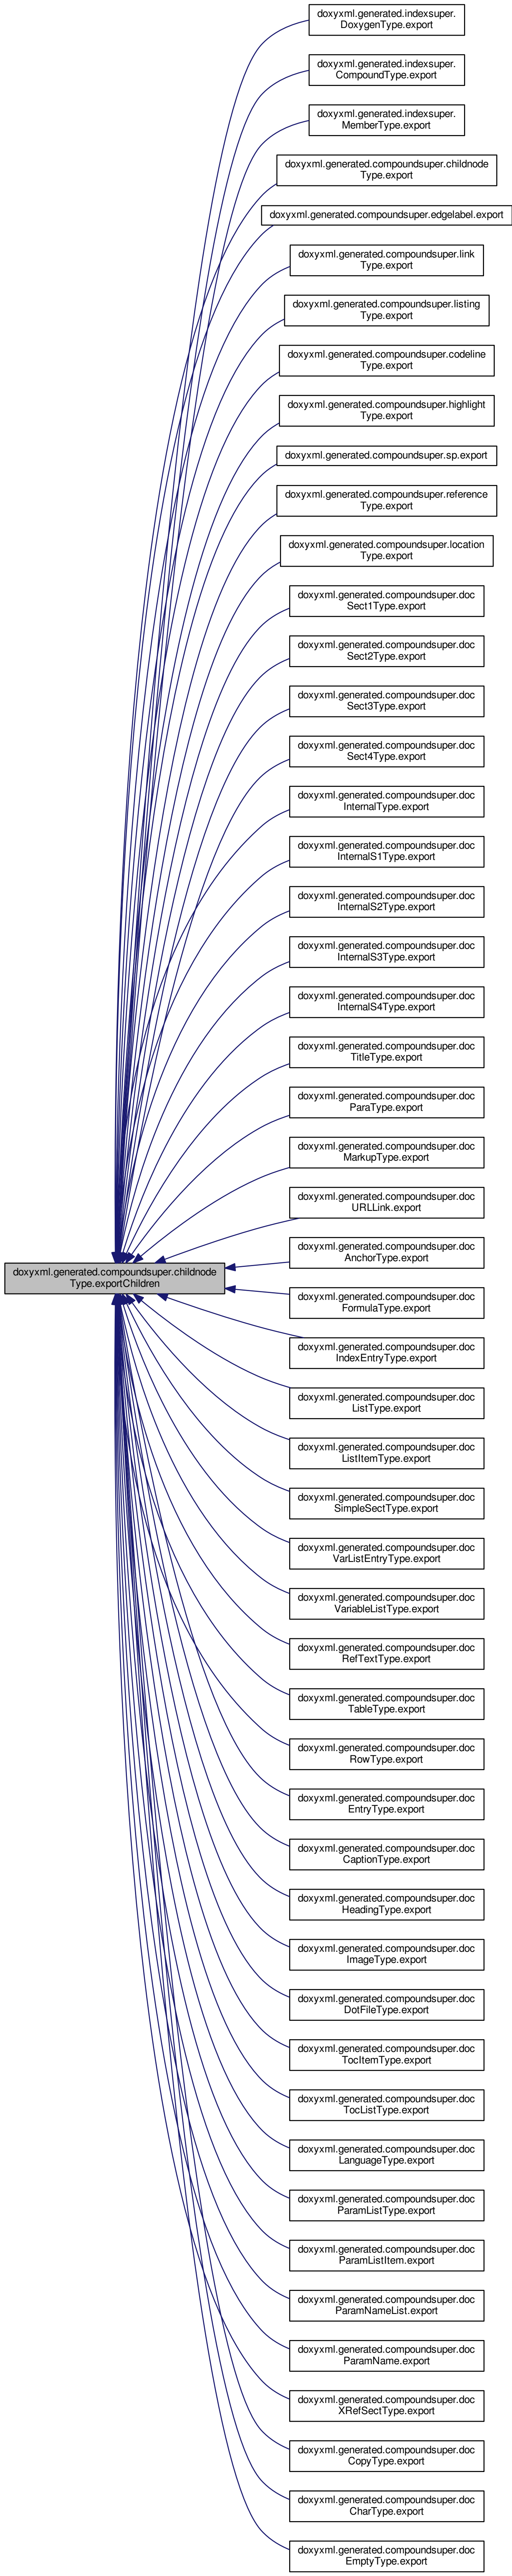 doxyxml.generated.indexsuper.
DoxygenType.export
doxyxml.generated.indexsuper.
CompoundType.export
doxyxml.generated.indexsuper.
MemberType.export
doxyxml.generated.compoundsuper.childnode
Type.export
doxyxml.generated.compoundsuper.edgelabel.export
doxyxml.generated.compoundsuper.link
Type.export
doxyxml.generated.compoundsuper.listing
Type.export
doxyxml.generated.compoundsuper.codeline
Type.export
doxyxml.generated.compoundsuper.highlight
Type.export
doxyxml.generated.compoundsuper.sp.export
doxyxml.generated.compoundsuper.reference
Type.export
doxyxml.generated.compoundsuper.location
Type.export
doxyxml.generated.compoundsuper.doc
Sect1Type.export
doxyxml.generated.compoundsuper.doc
Sect2Type.export
doxyxml.generated.compoundsuper.doc
Sect3Type.export
doxyxml.generated.compoundsuper.doc
Sect4Type.export
doxyxml.generated.compoundsuper.doc
InternalType.export
doxyxml.generated.compoundsuper.doc
InternalS1Type.export
doxyxml.generated.compoundsuper.doc
InternalS2Type.export
doxyxml.generated.compoundsuper.doc
InternalS3Type.export
doxyxml.generated.compoundsuper.doc
InternalS4Type.export
doxyxml.generated.compoundsuper.doc
TitleType.export
doxyxml.generated.compoundsuper.doc
ParaType.export
doxyxml.generated.compoundsuper.doc
MarkupType.export
doxyxml.generated.compoundsuper.doc
URLLink.export
doxyxml.generated.compoundsuper.doc
AnchorType.export
doxyxml.generated.compoundsuper.childnode
Type.exportChildren
doxyxml.generated.compoundsuper.doc
FormulaType.export
doxyxml.generated.compoundsuper.doc
IndexEntryType.export
doxyxml.generated.compoundsuper.doc
ListType.export
doxyxml.generated.compoundsuper.doc
ListItemType.export
doxyxml.generated.compoundsuper.doc
SimpleSectType.export
doxyxml.generated.compoundsuper.doc
VarListEntryType.export
doxyxml.generated.compoundsuper.doc
VariableListType.export
doxyxml.generated.compoundsuper.doc
RefTextType.export
doxyxml.generated.compoundsuper.doc
TableType.export
doxyxml.generated.compoundsuper.doc
RowType.export
doxyxml.generated.compoundsuper.doc
EntryType.export
doxyxml.generated.compoundsuper.doc
CaptionType.export
doxyxml.generated.compoundsuper.doc
HeadingType.export
doxyxml.generated.compoundsuper.doc
ImageType.export
doxyxml.generated.compoundsuper.doc
DotFileType.export
doxyxml.generated.compoundsuper.doc
TocItemType.export
doxyxml.generated.compoundsuper.doc
TocListType.export
doxyxml.generated.compoundsuper.doc
LanguageType.export
doxyxml.generated.compoundsuper.doc
ParamListType.export
doxyxml.generated.compoundsuper.doc
ParamListItem.export
doxyxml.generated.compoundsuper.doc
ParamNameList.export
doxyxml.generated.compoundsuper.doc
ParamName.export
doxyxml.generated.compoundsuper.doc
XRefSectType.export
doxyxml.generated.compoundsuper.doc
CopyType.export
doxyxml.generated.compoundsuper.doc
CharType.export
doxyxml.generated.compoundsuper.doc
EmptyType.export